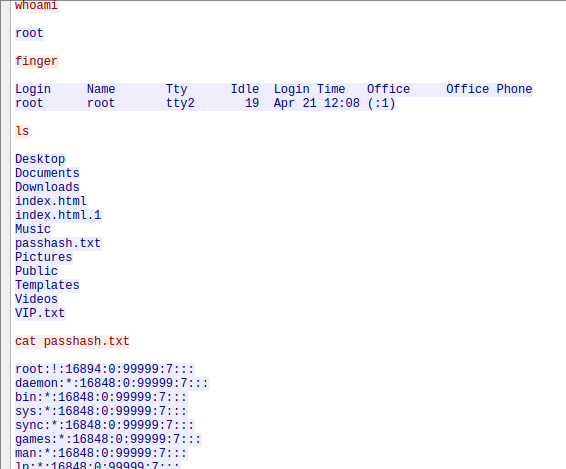 whoami
root
finger
Login     Name       Tty      Idle  Login Time   Office     Office Phone
root      root       tty2       19  Apr 21 12:08 (:1)
ls
Desktop
Documents
Downloads
index.html
index.html.1
Music
passhash.txt
Pictures
Public
Templates
Videos
VIP.txt
cat passhash.txt
root:!:16894:0:99999:7:::
daemon:*:16848:0:99999:7:::
bin:*:16848:0:99999:7:::
sys:*:16848:0:99999:7:::
sync:*:16848:0:99999:7:::
games:*:16848:0:99999:7:::
man:*:16848:0:99999:7:::
lp:*:16848:0:99999:7:::